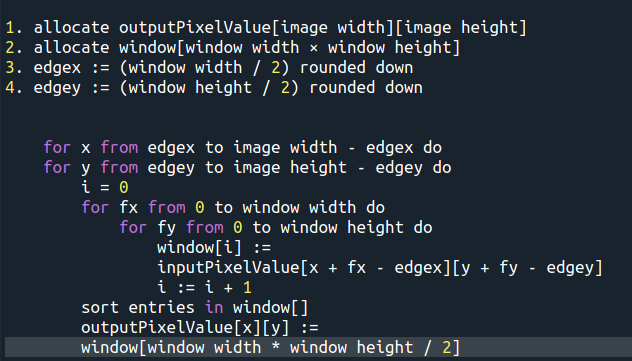 1. allocate outputPixelValue[image width][image height]
2. allocate window[window width × window height]
3. edgex := (window width / 2) rounded down
4. edgey := (window height / 2) rounded down
for x from edgex to image width - edgex do
for y from edgey to image height - edgey do
i = 0
for fx from 0 to window width do
for fy from 0 to window height do
window[i] :=
inputPixelValue[x + fx - edgex][y + fy - edgey]
i := i + 1
sort entries in window[]
outputPixelValue[x][y] :=
window[window width * window height / 2]